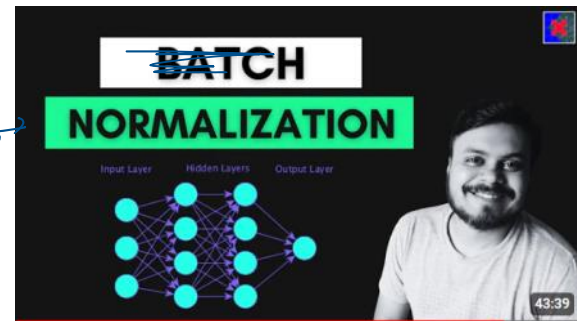 BATCH
NORMALIZATION
Input Layer Hidden Layers Output Layer
43:39